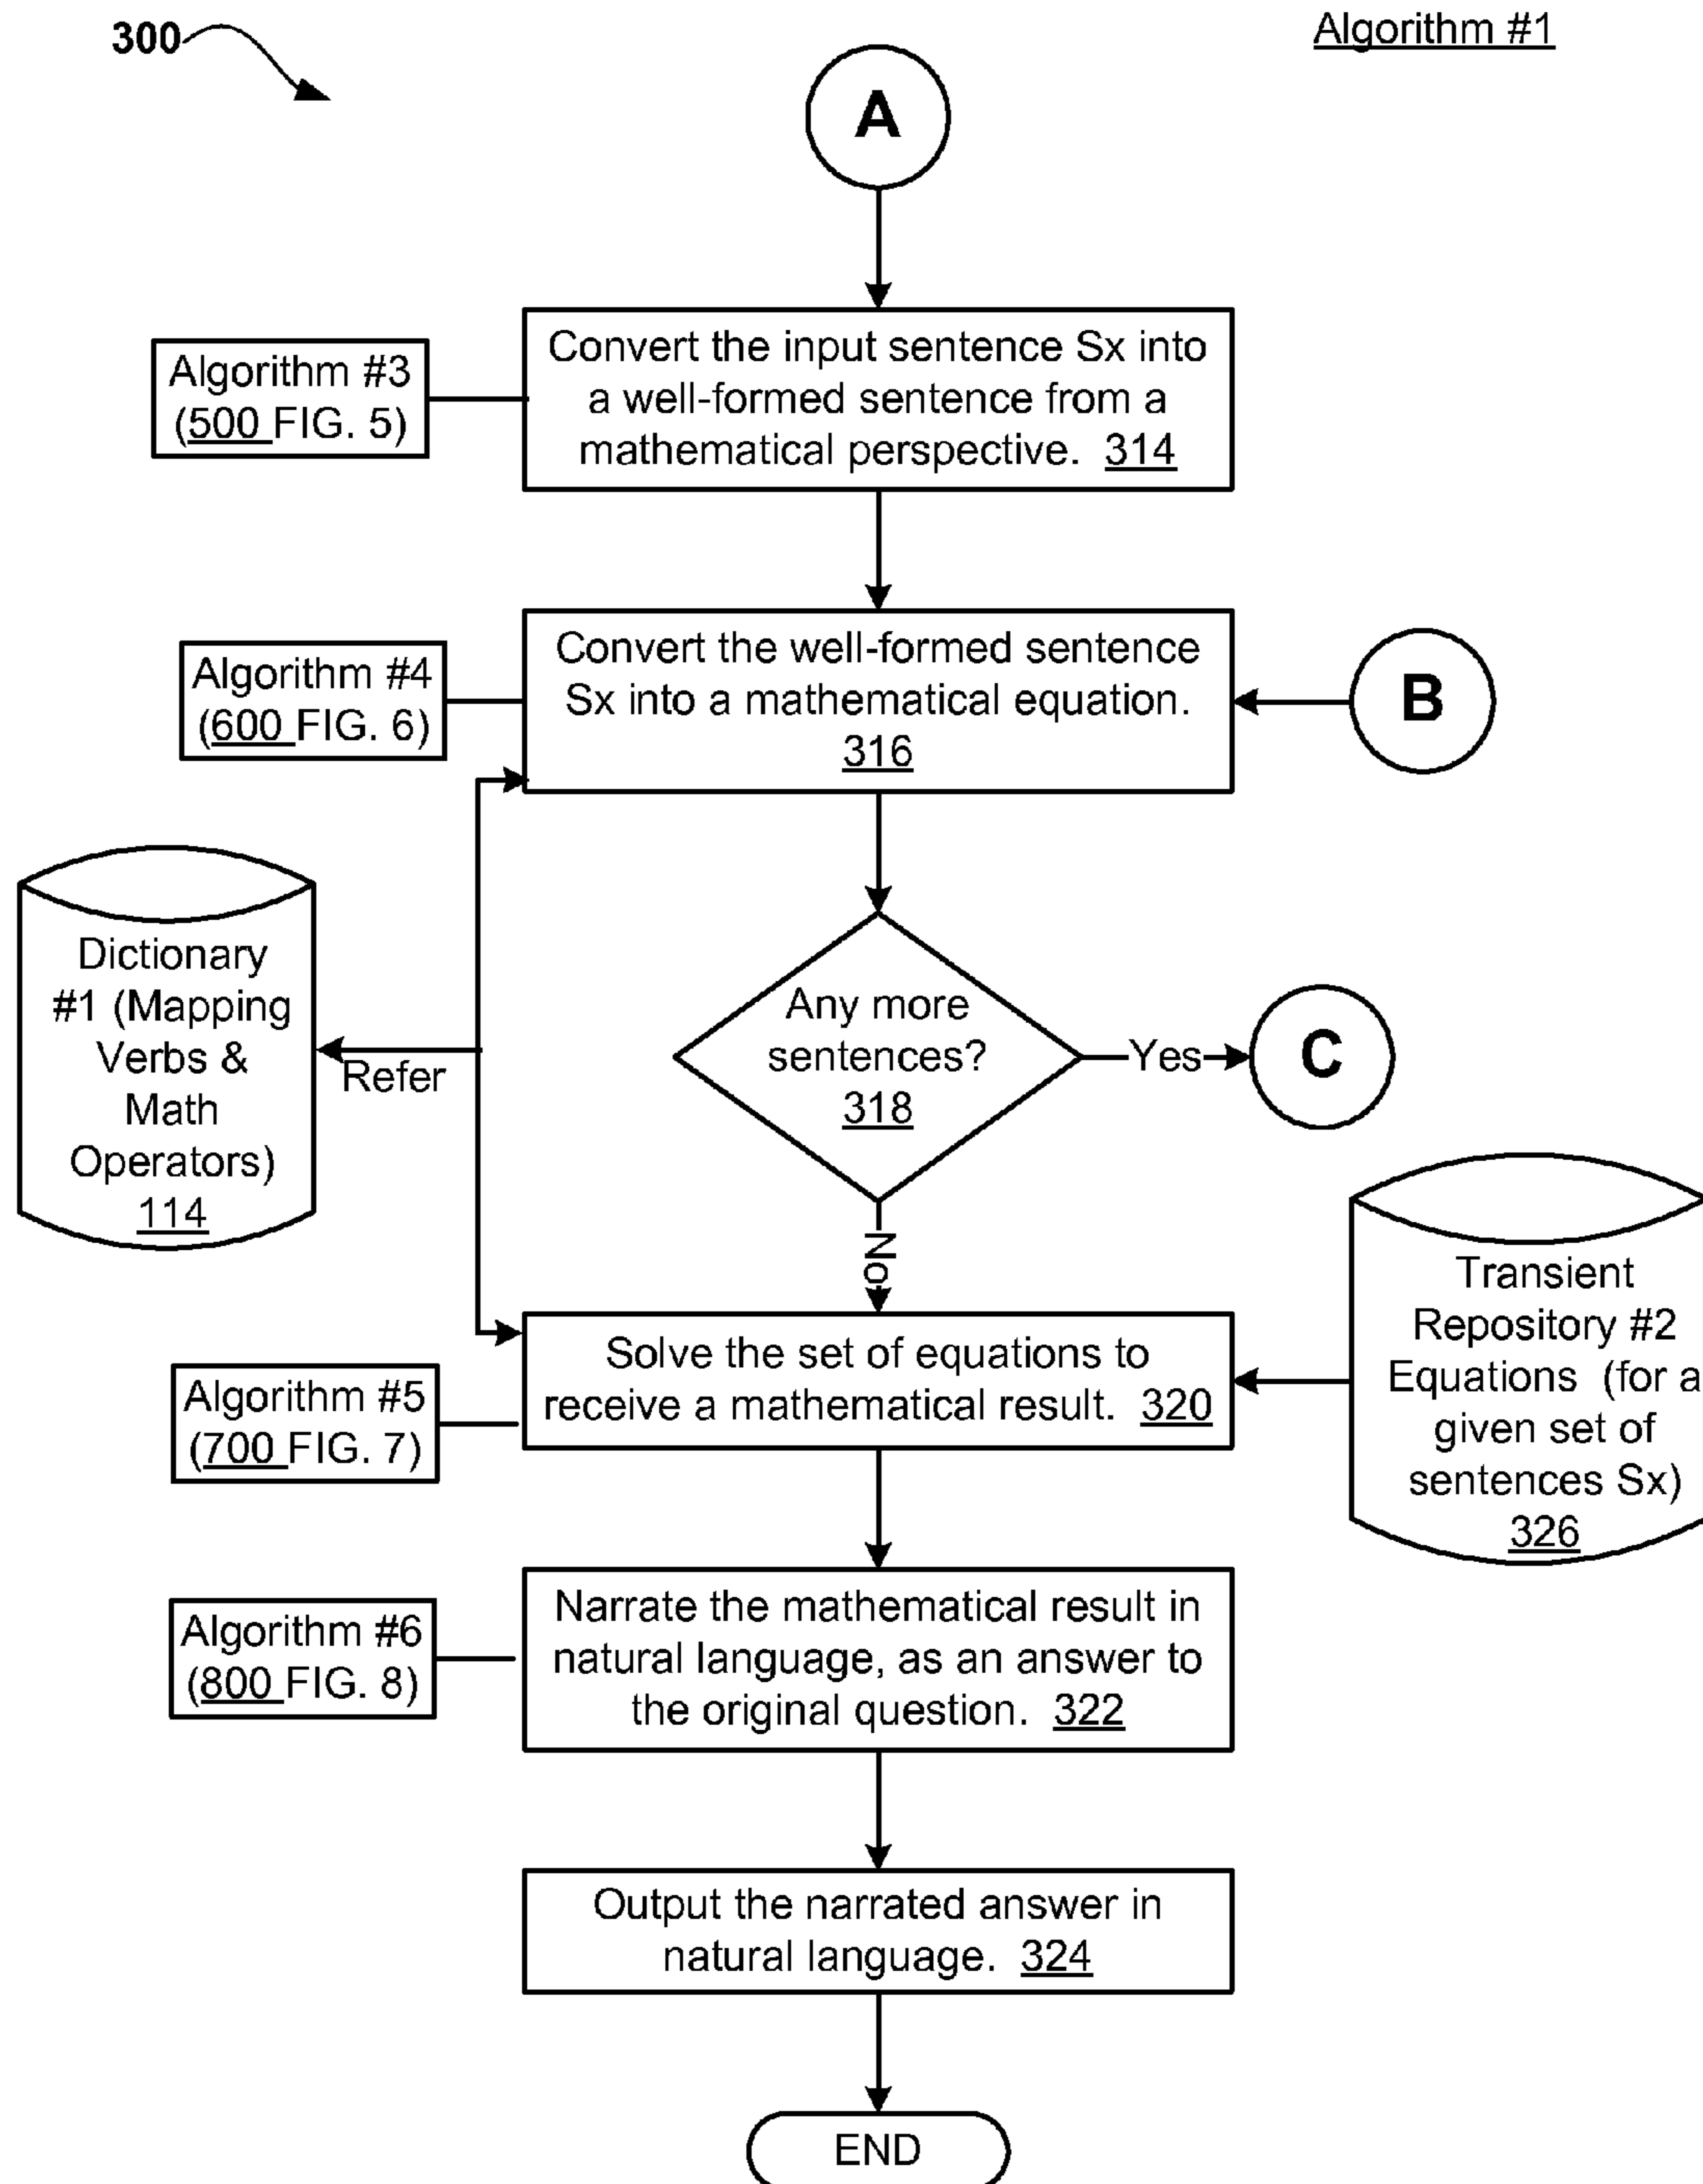 300
Algorithm #1
A
Convert the input sentence Sx into
a well-formed sentence from a
mathematical perspective. 314
Algorithm #3
(500 FIG. 5)
Convert the well-formed sentence
Sx into a mathematical equation.
316
Algorithm #4
(600 FIG. 6)
B
Dictionary
#1 (Mapping
Verbs &
Math
Operators)
114
Refer
Any more
sentences?
318
Yes
C
No
Transient
Repository #2
Equations (for a
given set of
sentences Sx)
326
Solve the set of equations to
receive a mathematical result. 320
Algorithm #5
(700 FIG. 7)
Narrate the mathematical result in
natural language, as an answer to
the original question. 322
Algorithm #6
(800 FIG. 8)
Output the narrated answer in
natural language. 324
END